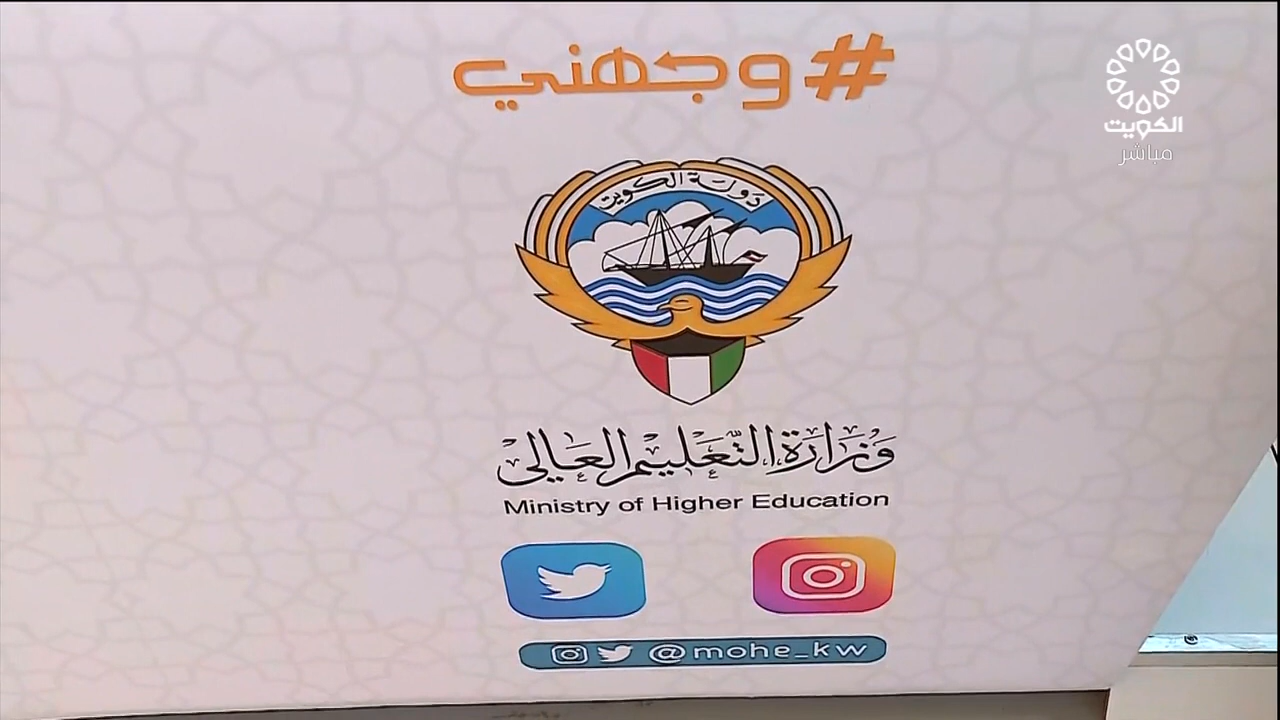 #وجهني
الكويت
مباشر
دولة الكويت
وزارة التعليم العالي
Ministry of Higher Education
@mohe_kw